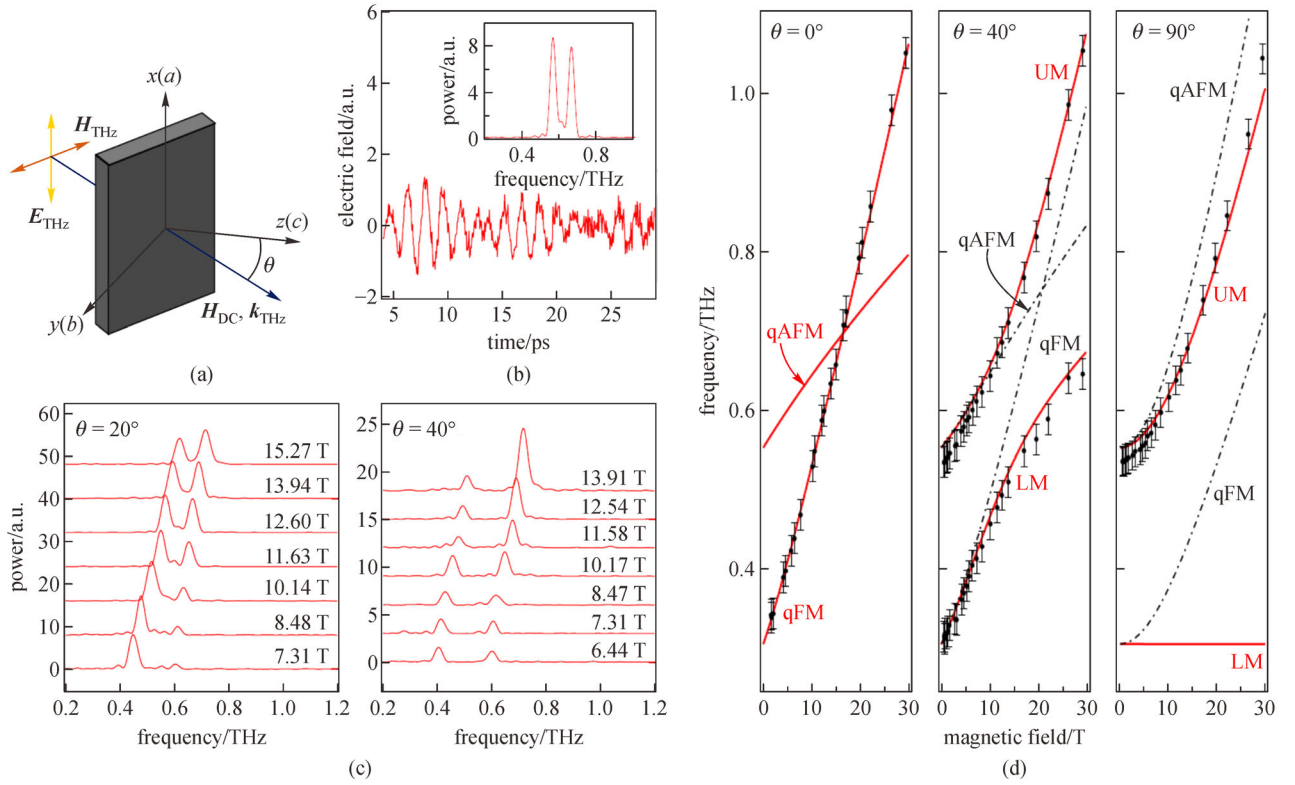 x(a)
H_THz
E_THz
z(c)
θ
y(b)
H_DC, k_THz
(a)
6
4
2
0
−2
electric field/a.u.
5 10 15 20 25
time/ps
8
4
0
power/a.u.
0.4 0.8
frequency/THz
(b)
60
50
40
30
20
10
0
power/a.u.
θ = 20°
15.27 T
13.94 T
12.60 T
11.63 T
10.14 T
8.48 T
7.31 T
0.2 0.4 0.6 0.8 1.0 1.2
frequency/THz
25
20
15
10
5
0
θ = 40°
13.91 T
12.54 T
11.58 T
10.17 T
8.47 T
7.31 T
6.44 T
0.2 0.4 0.6 0.8 1.0 1.2
frequency/THz
(c)
1.0
0.8
0.6
0.4
frequency/THz
θ = 0°
qAFM
qFM
0 10 20 30
θ = 40°
UM
qAFM
qFM
LM
0 10 20 30
θ = 90°
qAFM
UM
qFM
LM
0 10 20 30
magnetic field/T
(d)